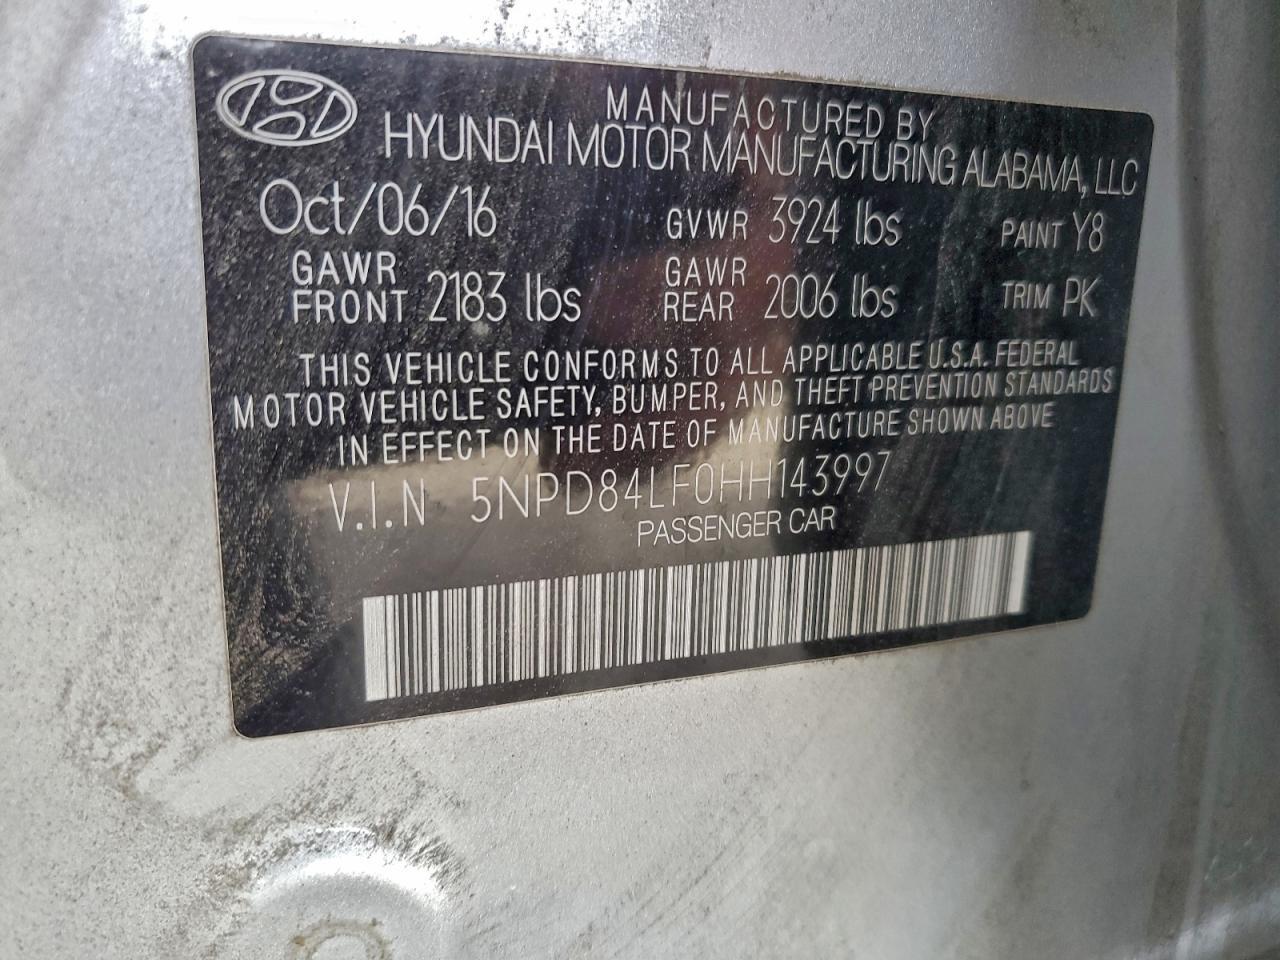 MANUFACTURED BY
HYUNDAI MOTOR MANUFACTURING ALABAMA, LLC
Oct/06/16 GVWR 3924 lbs PAINT Y8
GAWR FRONT 2183 lbs GAWR REAR 2006 lbs TRIM PK
THIS VEHICLE CONFORMS TO ALL APPLICABLE U.S.A. FEDERAL
MOTOR VEHICLE SAFETY, BUMPER, AND THEFT PREVENTION STANDARDS
IN EFFECT ON THE DATE OF MANUFACTURE SHOWN ABOVE
V.I.N 5NPD84LF0HH143997
PASSENGER CAR